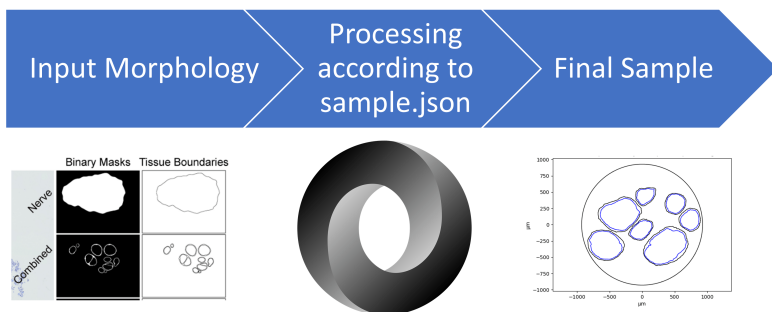 Input Morphology
Processing
according to
sample.json
Final Sample
Binary Masks Tissue Boundaries
Nerve
Combined
1000
750
500
250
0
−250
−500
−750
−1000
μm
−1000 −500 0 500 1000
μm